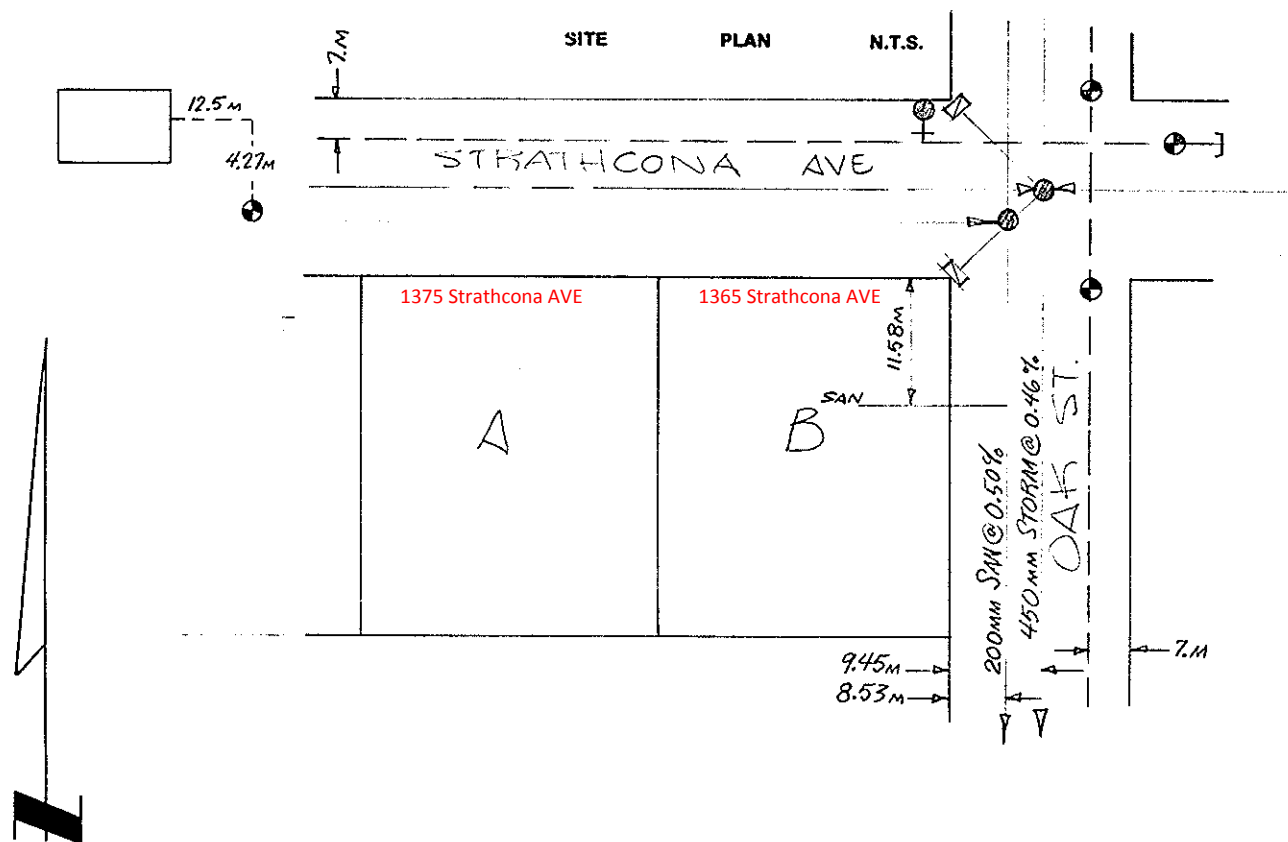 SITE PLAN N.T.S.
7.M
12.5M
4.27M
STRATHCONA AVE
1375 Strathcona AVE
1365 Strathcona AVE
11.58M
SAN
A
B
200MM SAN @ 0.50%
450MM STORM @ 0.46%
OAK ST.
9.45M
7.M
8.53M